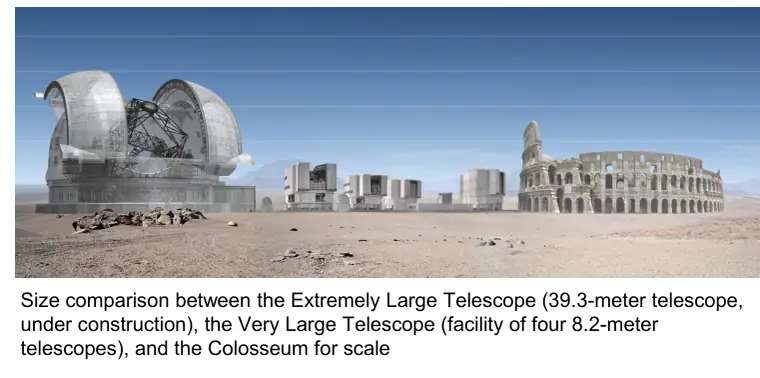 Size comparison between the Extremely Large Telescope (39.3-meter telescope,
under construction), the Very Large Telescope (facility of four 8.2-meter
telescopes), and the Colosseum for scale